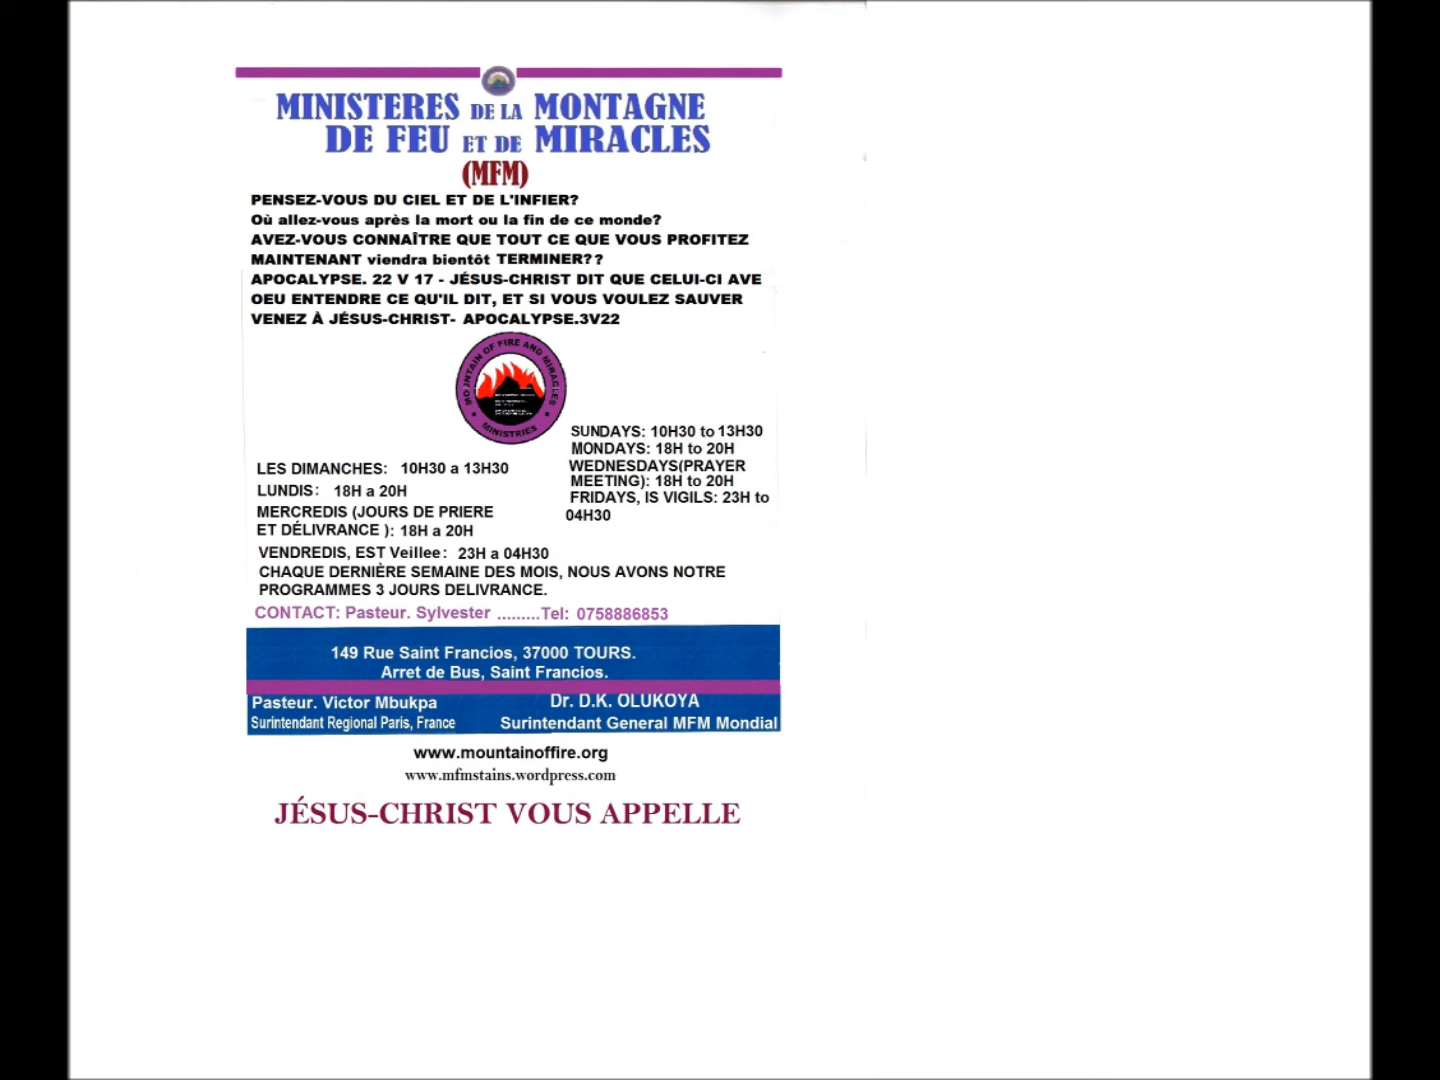 MINISTERES DE LA MONTAGNE
DE FEU ET DE MIRACLES
(MFM)
PENSEZ-VOUS DU CIEL ET DE L'INFIER?
Où allez-vous après la mort ou la fin de ce monde?
AVEZ-VOUS CONNAÎTRE QUE TOUT CE QUE VOUS PROFITEZ
MAINTENANT viendra bientôt TERMINER??
APOCALYPSE. 22 V 17 - JÉSUS-CHRIST DIT QUE CELUI-CI AVE
OEU ENTENDRE CE QU'IL DIT, ET SI VOUS VOULEZ SAUVER
VENEZ À JÉSUS-CHRIST- APOCALYPSE.3V22
MOUNTAIN OF FIRE AND MIRACLES
MINISTRIES
LES DIMANCHES: 10H30 a 13H30
LUNDIS: 18H a 20H
MERCREDIS (JOURS DE PRIERE
ET DÉLIVRANCE ): 18H a 20H
VENDREDIS, EST Veillee: 23H a 04H30
SUNDAYS: 10H30 to 13H30
MONDAYS: 18H to 20H
WEDNESDAYS(PRAYER
MEETING): 18H to 20H
FRIDAYS, IS VIGILS: 23H to
04H30
CHAQUE DERNIÈRE SEMAINE DES MOIS, NOUS AVONS NOTRE
PROGRAMMES 3 JOURS DELIVRANCE.
CONTACT: Pasteur. Sylvester .........Tel: 0758886853
149 Rue Saint Francios, 37000 TOURS.
Arret de Bus, Saint Francios.
Pasteur. Victor Mbukpa
Surintendant Regional Paris, France
Dr. D.K. OLUKOYA
Surintendant General MFM Mondial
www.mountainoffire.org
www.mfmstains.wordpress.com
JÉSUS-CHRIST VOUS APPELLE